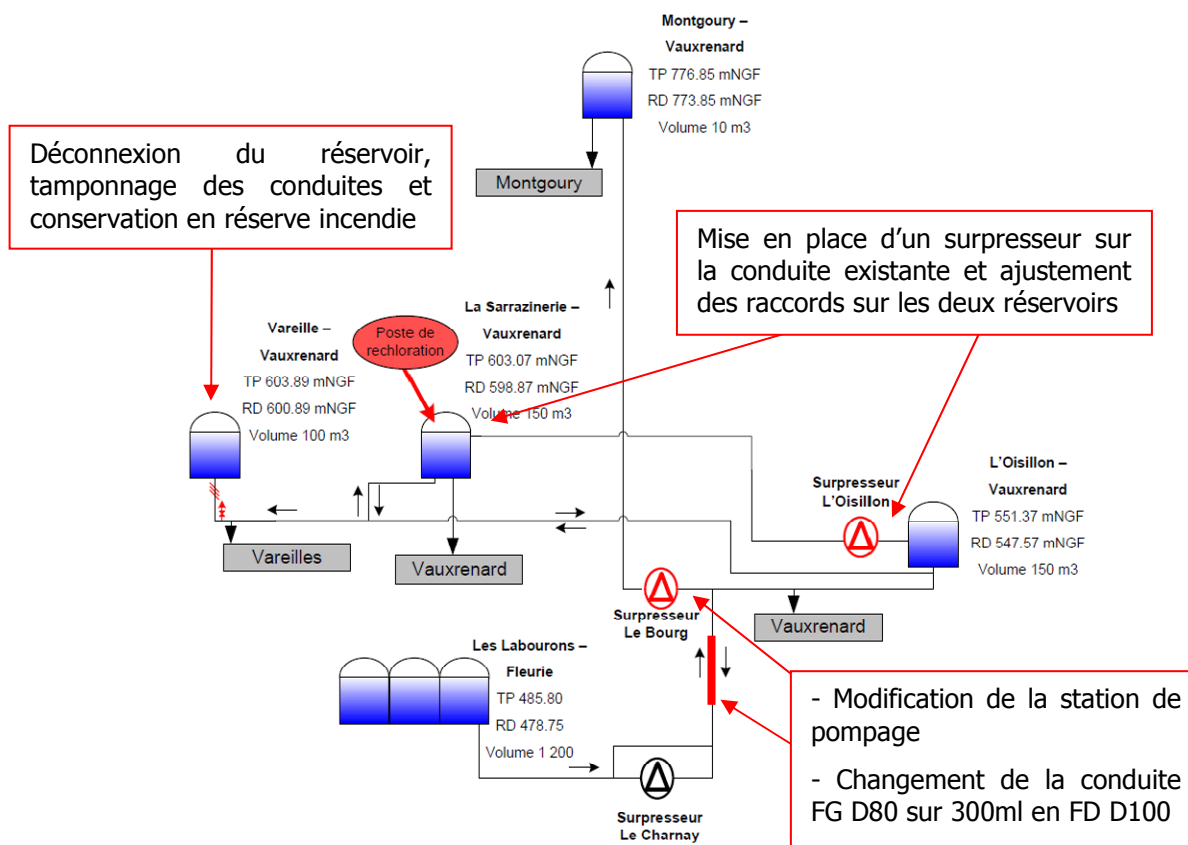 Montgoury –
Vauxrenard
TP 776.85 mNGF
RD 773.85 mNGF
Volume 10 m3
Montgoury
Déconnexion du réservoir,
tamponnage des conduites et
conservation en réserve incendie
Mise en place d'un surpresseur sur
la conduite existante et ajustement
des raccords sur les deux réservoirs
Vareille –
Vauxrenard
TP 603.89 mNGF
RD 600.89 mNGF
Volume 100 m3
Poste de
rechloration
La Sarrazinerie –
Vauxrenard
TP 603.07 mNGF
RD 598.87 mNGF
Volume 150 m3
Surpresseur
L'Oisillon
L'Oisillon –
Vauxrenard
TP 551.37 mNGF
RD 547.57 mNGF
Volume 150 m3
Vareilles
Vauxrenard
Surpresseur
Le Bourg
Vauxrenard
Les Labourons –
Fleurie
TP 485.80
RD 478.75
Volume 1 200
Surpresseur
Le Charnay
- Modification de la station de
pompage
- Changement de la conduite
FG D80 sur 300ml en FD D100